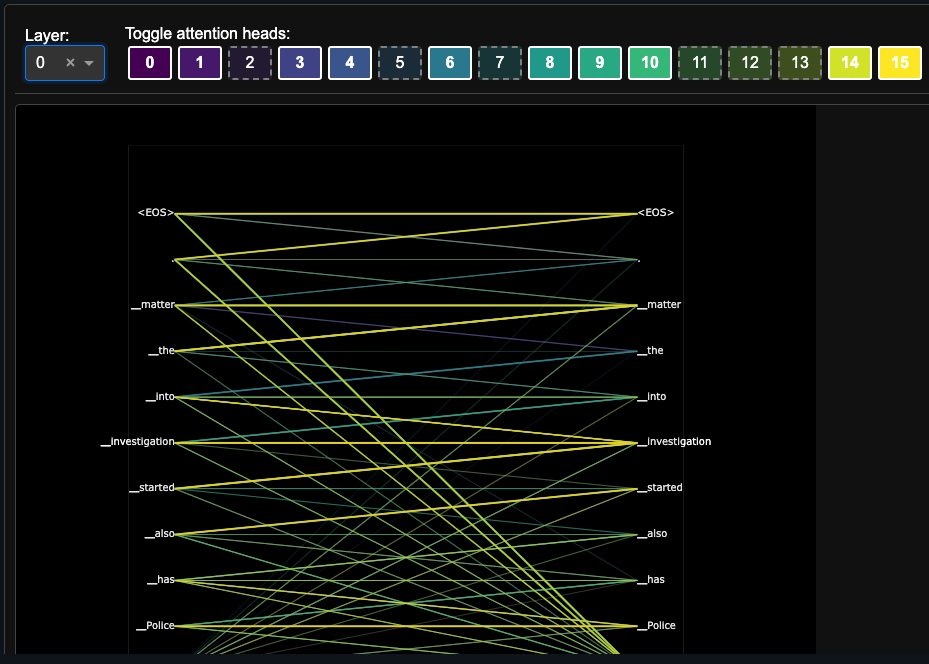 Layer: Toggle attention heads:
0 × 0 1 2 3 4 5 6 7 8 9 10 11 12 13 14 15
<EOS> <EOS>
. .
__matter __matter
__the __the
__into __into
__investigation __investigation
__started __started
__also __also
__has __has
__Police __Police